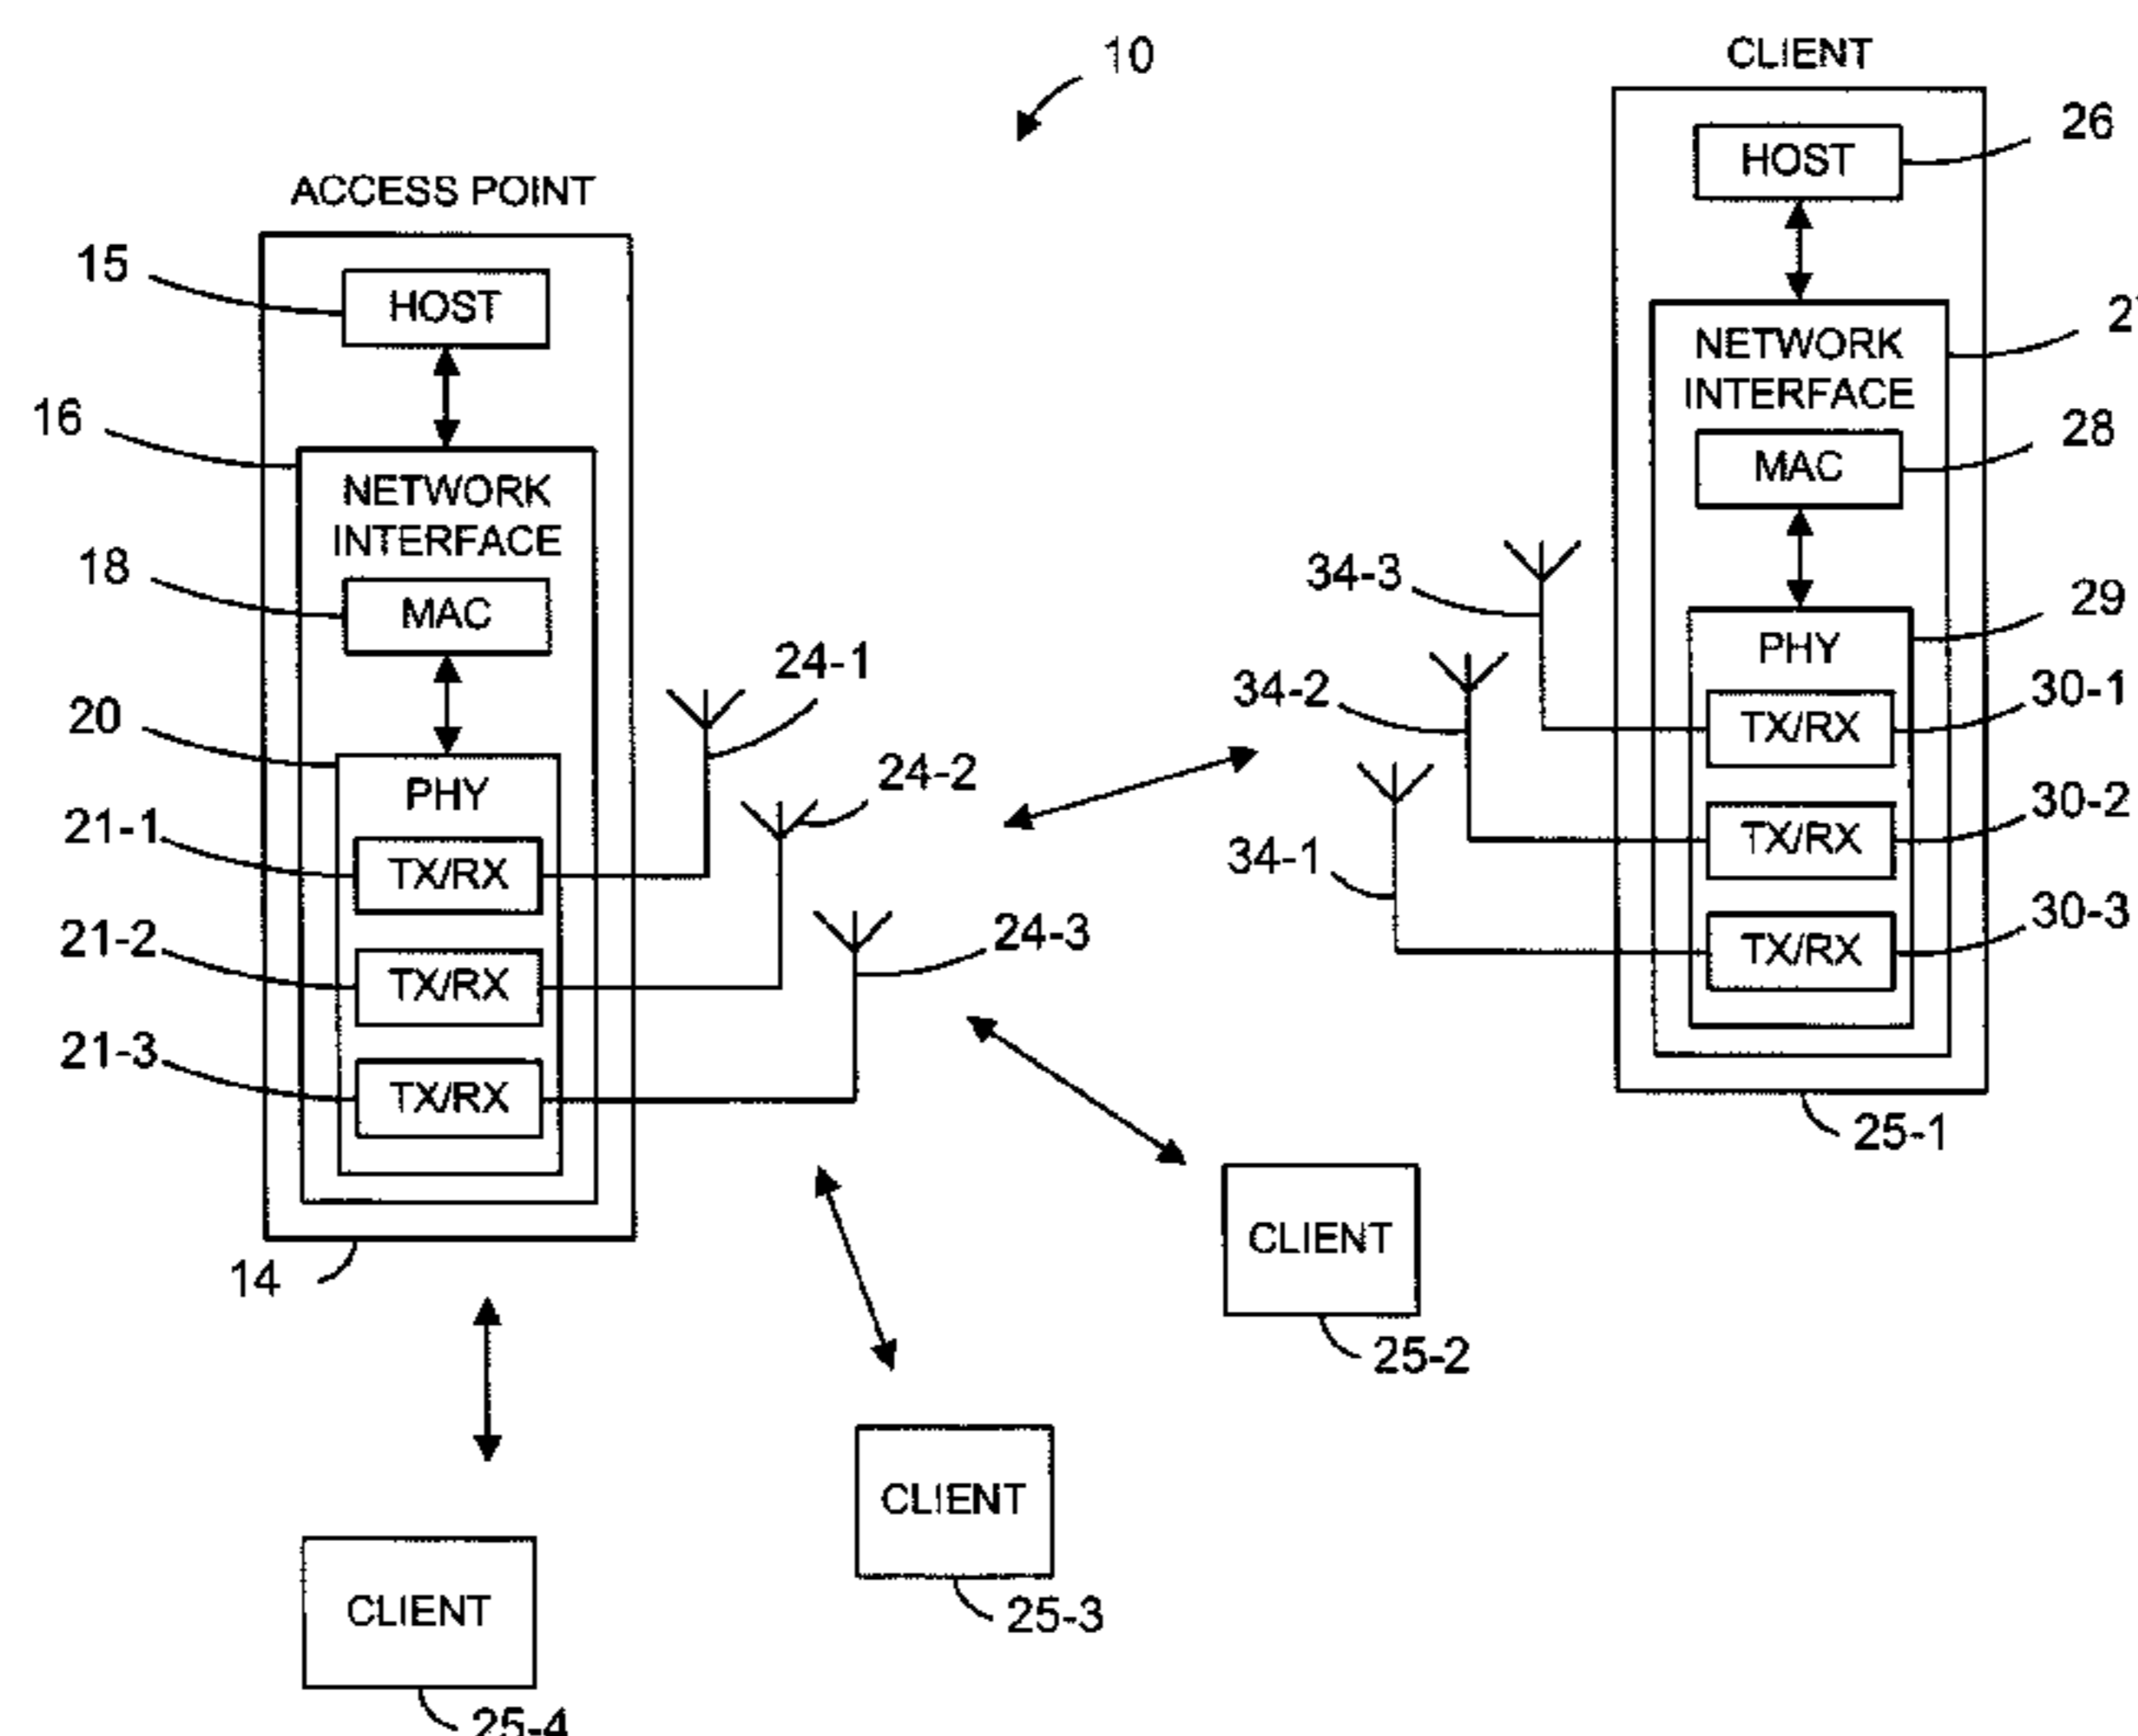 10
CLIENT
HOST
26
ACCESS POINT
15
HOST
NETWORK
INTERFACE
16
NETWORK
INTERFACE
MAC
28
18
MAC
34-3
29
PHY
24-1
34-2
30-1
TX/RX
20
PHY
24-2
30-2
TX/RX
21-1
TX/RX
34-1
24-3
30-3
TX/RX
21-2
TX/RX
21-3
TX/RX
25-1
14
CLIENT
25-2
CLIENT
25-3
CLIENT
25-4